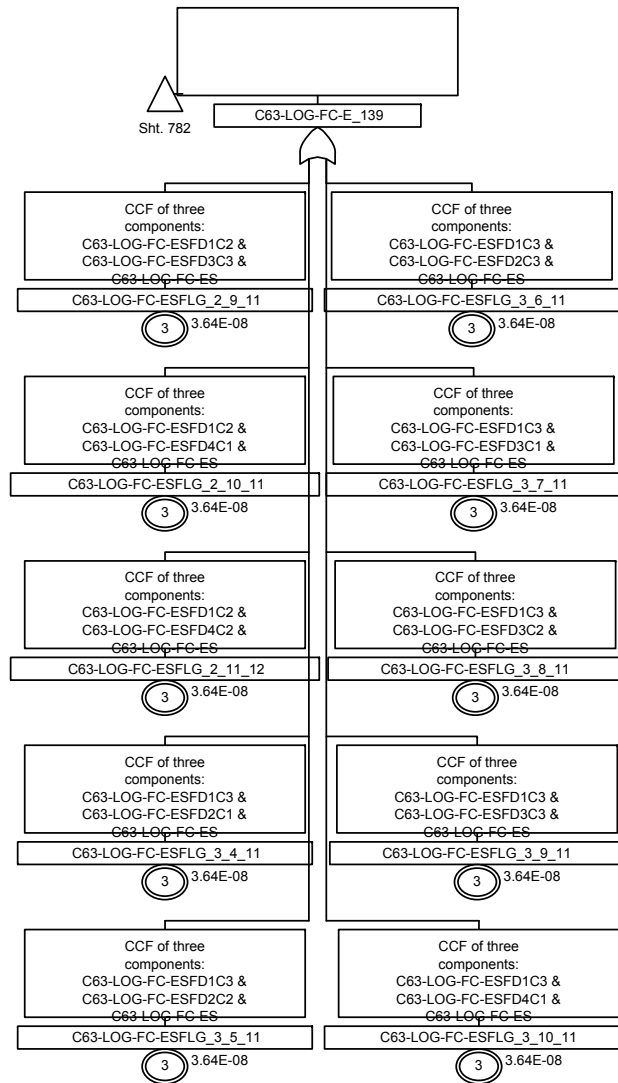 Sht. 782
C63-LOG-FC-E_139
CCF of three
components:
C63-LOG-FC-ESFD1C2 &
C63-LOG-FC-ESFD3C3 &
C63-LOG-FC-ES
C63-LOG-FC-ESFLG_2_9_11
3
3.64E-08
CCF of three
components:
C63-LOG-FC-ESFD1C3 &
C63-LOG-FC-ESFD2C3 &
C63-LOG-FC-ES
C63-LOG-FC-ESFLG_3_6_11
3
3.64E-08
CCF of three
components:
C63-LOG-FC-ESFD1C2 &
C63-LOG-FC-ESFD4C1 &
C63-LOG-FC-ES
C63-LOG-FC-ESFLG_2_10_11
3
3.64E-08
CCF of three
components:
C63-LOG-FC-ESFD1C3 &
C63-LOG-FC-ESFD3C1 &
C63-LOG-FC-ES
C63-LOG-FC-ESFLG_3_7_11
3
3.64E-08
CCF of three
components:
C63-LOG-FC-ESFD1C2 &
C63-LOG-FC-ESFD4C2 &
C63-LOG-FC-ES
C63-LOG-FC-ESFLG_2_11_12
3
3.64E-08
CCF of three
components:
C63-LOG-FC-ESFD1C3 &
C63-LOG-FC-ESFD3C2 &
C63-LOG-FC-ES
C63-LOG-FC-ESFLG_3_8_11
3
3.64E-08
CCF of three
components:
C63-LOG-FC-ESFD1C3 &
C63-LOG-FC-ESFD2C1 &
C63-LOG-FC-ES
C63-LOG-FC-ESFLG_3_4_11
3
3.64E-08
CCF of three
components:
C63-LOG-FC-ESFD1C3 &
C63-LOG-FC-ESFD3C3 &
C63-LOG-FC-ES
C63-LOG-FC-ESFLG_3_9_11
3
3.64E-08
CCF of three
components:
C63-LOG-FC-ESFD1C3 &
C63-LOG-FC-ESFD2C2 &
C63-LOG-FC-ES
C63-LOG-FC-ESFLG_3_5_11
3
3.64E-08
CCF of three
components:
C63-LOG-FC-ESFD1C3 &
C63-LOG-FC-ESFD4C1 &
C63-LOG-FC-ES
C63-LOG-FC-ESFLG_3_10_11
3
3.64E-08